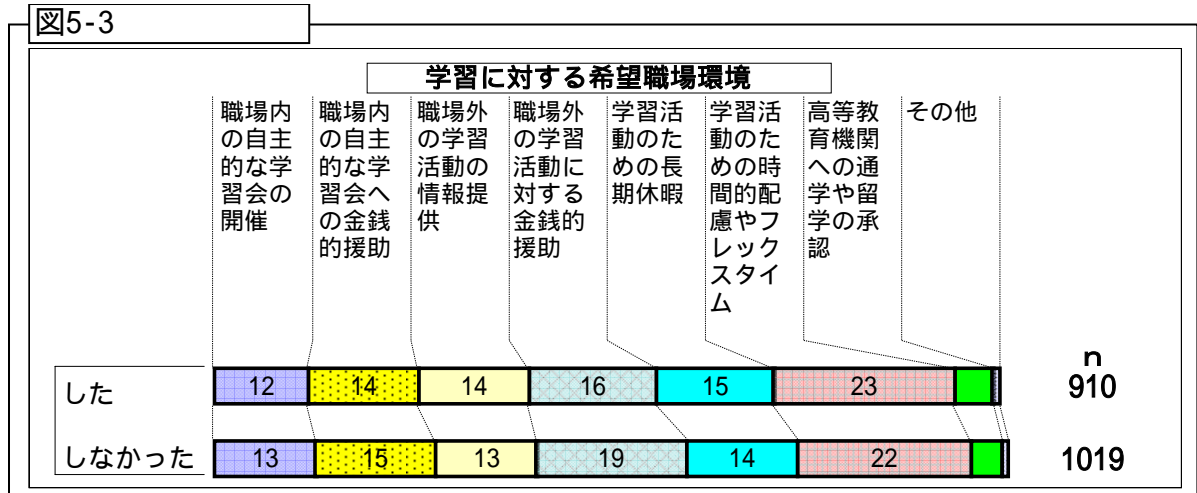 図5-3
学習に対する希望職場環境
職場内
の自主
的な学
習会の
開催
職場内
の自主
的な学
習会へ
の金銭
的援助
職場外
の学習
活動の
情報提
供
職場外
の学習
活動に
対する
金銭的
援助
学習活
動のた
めの長
期休暇
学習活
動のた
めの時
間的配
慮やフ
レック
スタイ
ム
高等教
育機関
への通
学や留
学の承
認
その他
n
した 12 14 14 16 15 23 910
しなかった 13 15 13 19 14 22 1019